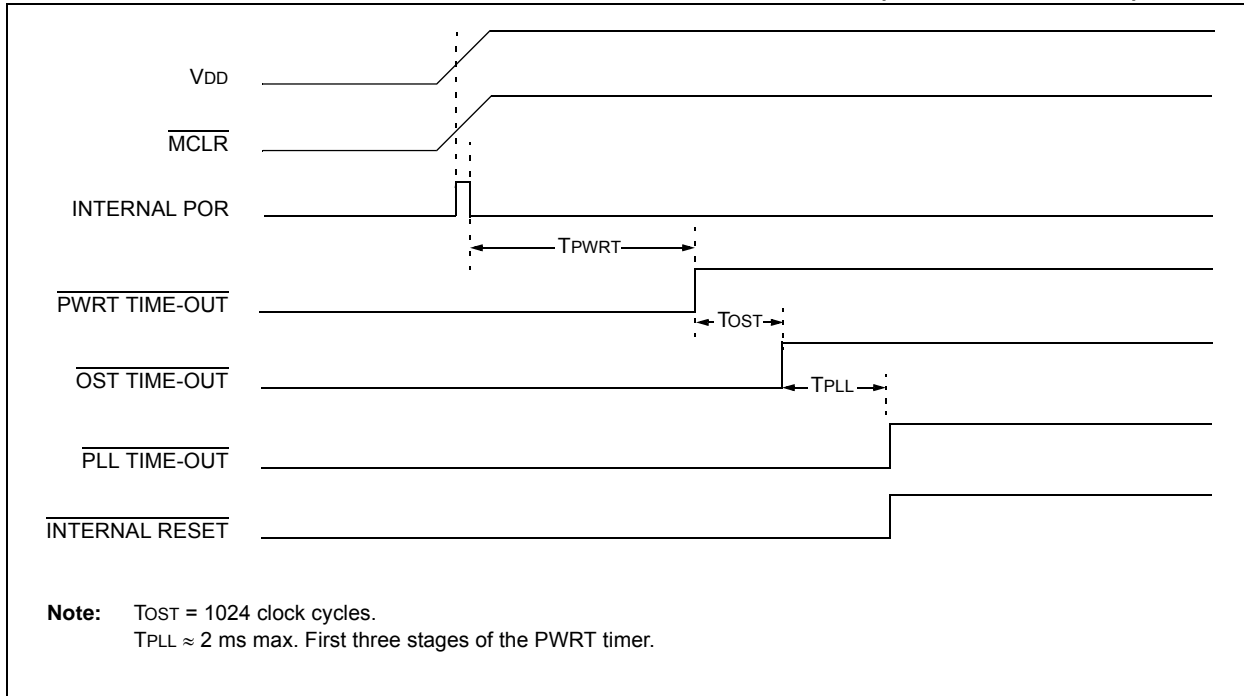 VDD
MCLR
INTERNAL POR
TPWRT
PWRT TIME-OUT
TOST
OST TIME-OUT
TPLL
PLL TIME-OUT
INTERNAL RESET
Note: TOST = 1024 clock cycles.
TPLL ≈ 2 ms max. First three stages of the PWRT timer.